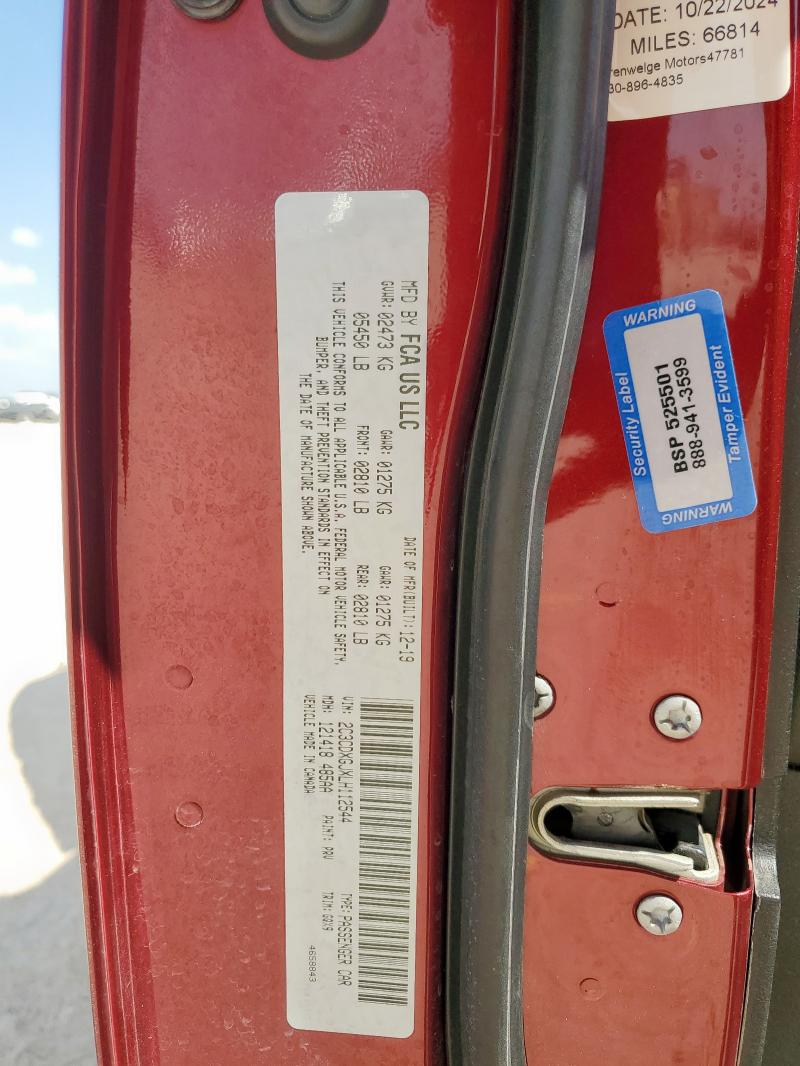 MFD BY FCA US LLC
DATE OF MFR(BUILT): 12-19
GVWR: 02473 KG
GAWR: 01275 KG
GAWR: 01275 KG
05450 LB
FRONT: 02810 LB
REAR: 02810 LB
THIS VEHICLE CONFORMS TO ALL APPLICABLE U.S.A. FEDERAL MOTOR VEHICLE SAFETY,
BUMPER, AND THEFT PREVENTION STANDARDS IN EFFECT ON
THE DATE OF MANUFACTURE SHOWN ABOVE.
VIN: 2C3CDXGJXLH112544
TYPE: PASSENGER CAR
MDH: 121418 485AA
PAINT: PRV
TRIM: GQX9
VEHICLE MADE IN CANADA
4658843
DATE: 10/22/2024
MILES: 66814
renwelge Motors47781
30-896-4835
WARNING
Security Label
BSP 525501
888-941-3599
Tamper Evident
WARNING